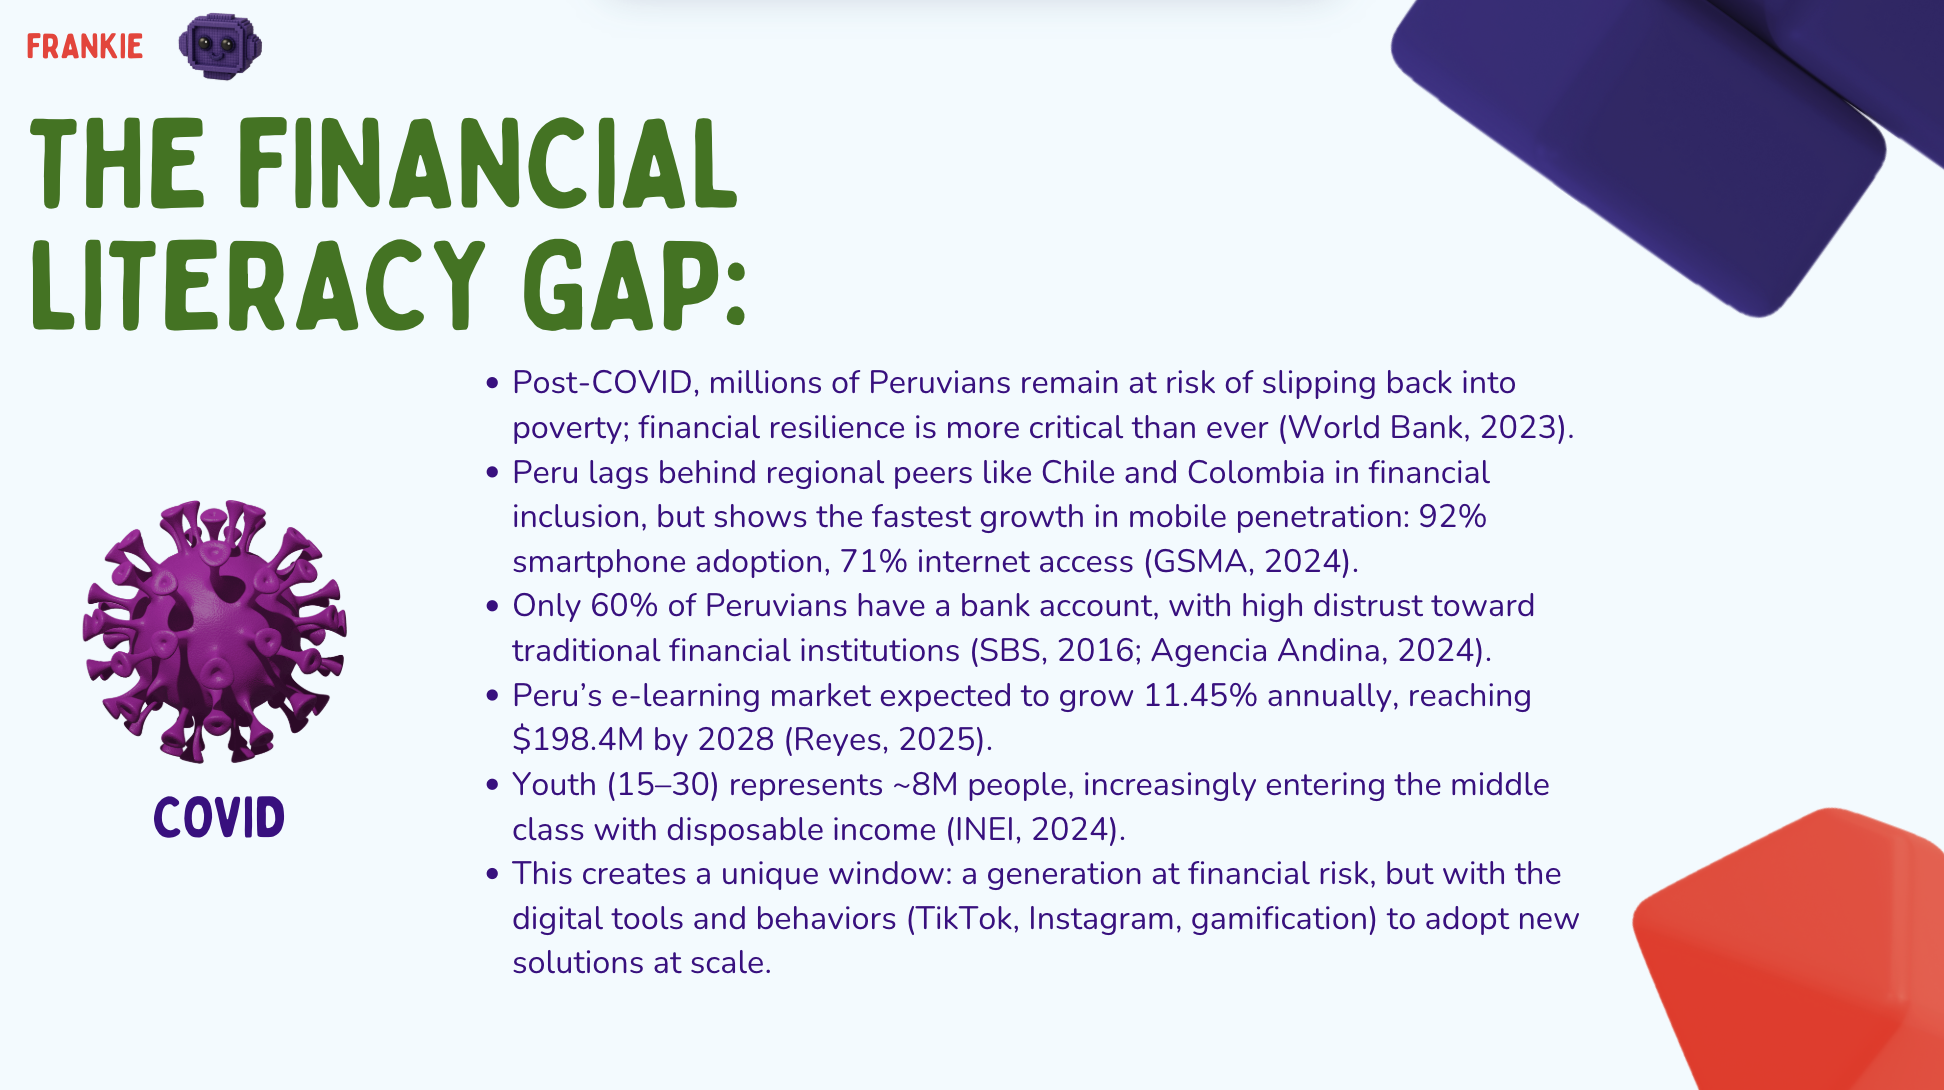 FRANKIE
THE FINANCIAL
LITERACY GAP:
• Post-COVID, millions of Peruvians remain at risk of slipping back into
poverty; financial resilience is more critical than ever (World Bank, 2023).
• Peru lags behind regional peers like Chile and Colombia in financial
inclusion, but shows the fastest growth in mobile penetration: 92%
smartphone adoption, 71% internet access (GSMA, 2024).
• Only 60% of Peruvians have a bank account, with high distrust toward
traditional financial institutions (SBS, 2016; Agencia Andina, 2024).
• Peru’s e-learning market expected to grow 11.45% annually, reaching
$198.4M by 2028 (Reyes, 2025).
• Youth (15–30) represents ~8M people, increasingly entering the middle
class with disposable income (INEI, 2024).
• This creates a unique window: a generation at financial risk, but with the
digital tools and behaviors (TikTok, Instagram, gamification) to adopt new
solutions at scale.
COVID